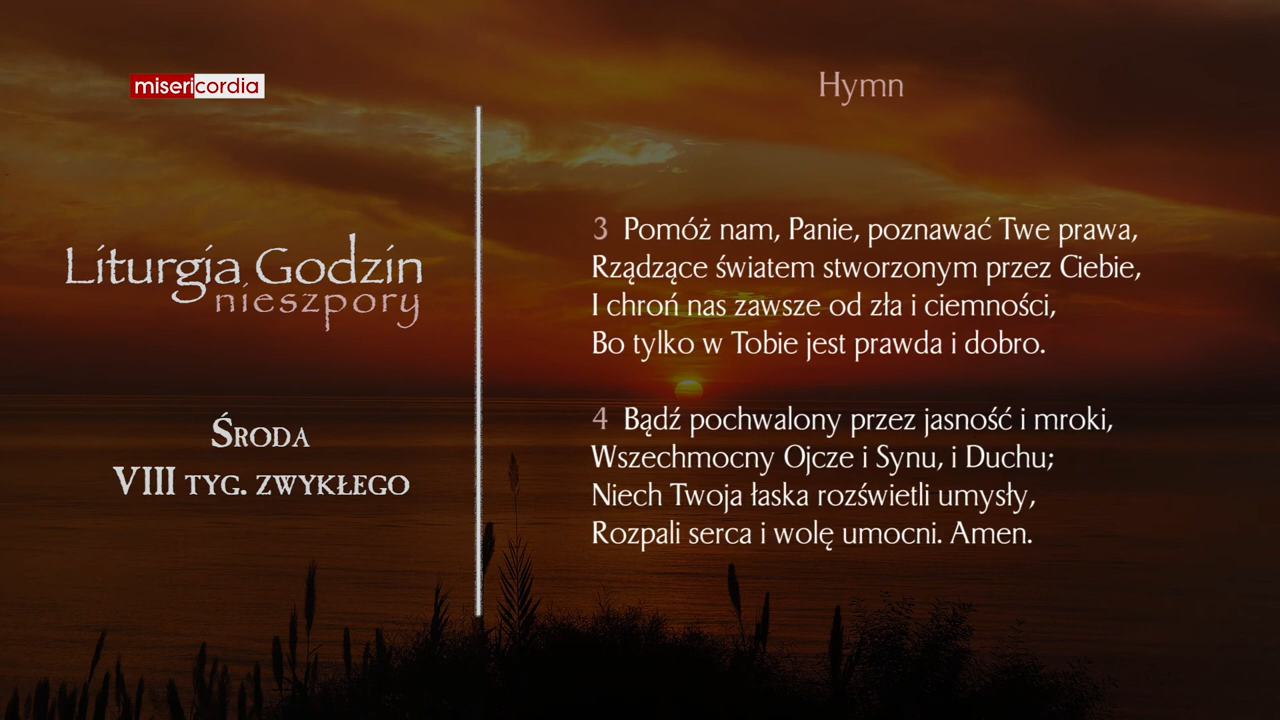 misericordia
Liturgia Godzin
nieszpory
Środa
VIII tyg. zwykłego
Hymn
3 Pomóż nam, Panie, poznawać Twe prawa,
Rządzące światem stworzonym przez Ciebie,
I chroń nas zawsze od zła i ciemności,
Bo tylko w Tobie jest prawda i dobro.
4 Bądź pochwalony przez jasność i mroki,
Wszechmocny Ojcze i Synu, i Duchu;
Niech Twoja łaska rozświetli umysły,
Rozpali serca i wolę umocni. Amen.